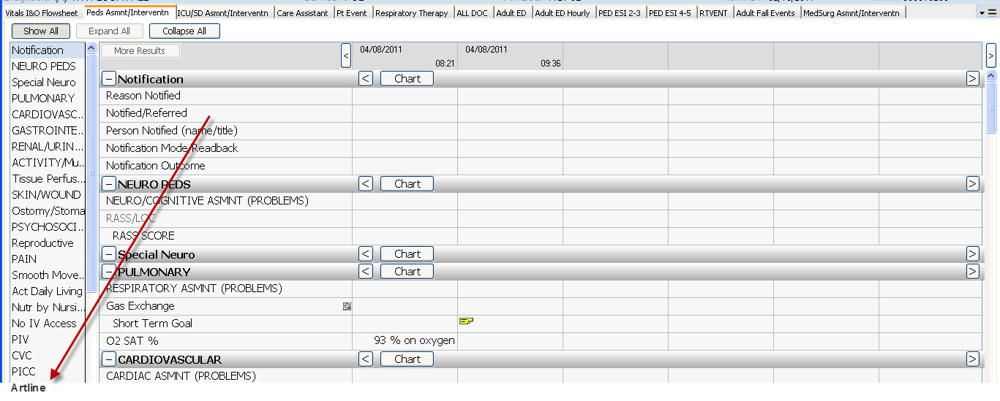 Vitals I&O Flowsheet Peds Asmnt/Interventn ICU/SD Asmnt/Interventn Care Assistant Pt Event Respiratory Therapy ALL DOC Adult ED Adult ED Hourly PED ESI 2-3 PED ESI 4-5 RTVENT Adult Fall Events MedSurg Asmnt/Interventn
Show All Expand All Collapse All
Notification
NEURO PEDS
Special Neuro
PULMONARY
CARDIOVASC...
GASTROINTE...
RENAL/URIN...
ACTIVITY/Mu...
Tissue Perfus...
SKIN/WOUND
Ostomy/Stoma
PSYCHOSOCI...
Reproductive
PAIN
Smooth Move...
Act Daily Living
Nutr by Nursi...
No IV Access
PIV
CVC
PICC
Artline
More Results < 04/08/2011 04/08/2011 >
08:21 09:36
− Notification < Chart >
Reason Notified
Notified/Referred
Person Notified (name/title)
Notification Mode/Readback
Notification Outcome
− NEURO PEDS < Chart >
NEURO/COGNITIVE ASMNT (PROBLEMS)
RASS/LOC
RASS SCORE
− Special Neuro < Chart >
− PULMONARY < Chart >
RESPIRATORY ASMNT (PROBLEMS)
Gas Exchange
Short Term Goal
O2 SAT % 93 % on oxygen
− CARDIOVASCULAR < Chart >
CARDIAC ASMNT (PROBLEMS)